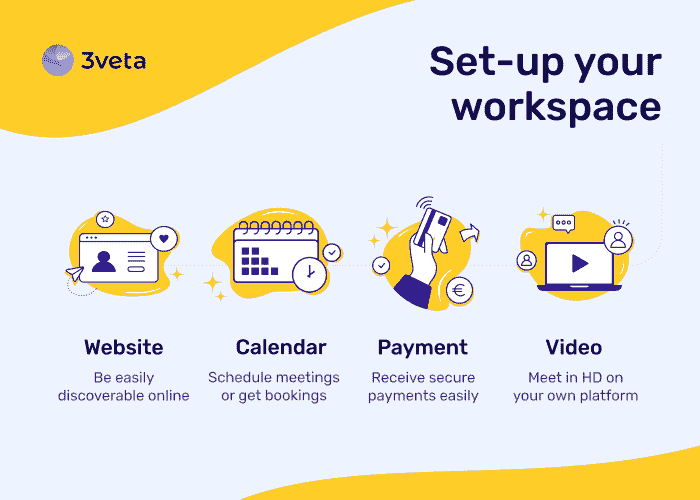 3veta
Set-up your
workspace
Website
Be easily
discoverable online
Calendar
Schedule meetings
or get bookings
Payment
Receive secure
payments easily
€
Video
Meet in HD on
your own platform